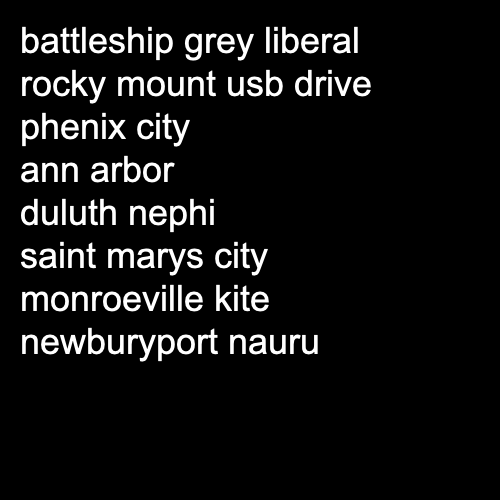 battleship grey liberal
rocky mount usb drive
phenix city
ann arbor
duluth nephi
saint marys city
monroeville kite
newburyport nauru